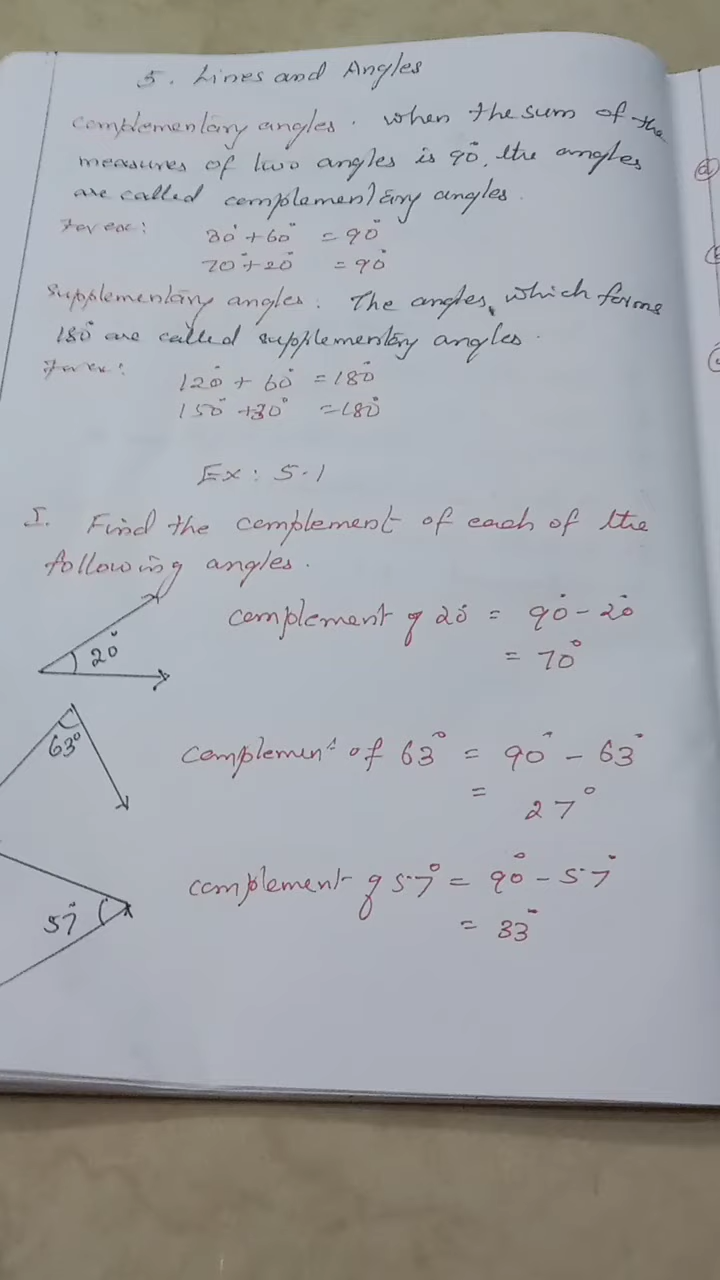 5. Lines and Angles
complementary angles. when the sum of the
measures of two angles is 90°, the angles
are called complementary angles.
For ex:
30° + 60° = 90°
70° + 20° = 90°
Supplementary angles. The angles, which forms
180° are called supplementary angles.
For ex:
120° + 60° = 180°
150° + 30° = 180°
Ex: 5.1
I. Find the complement of each of the
following angles.
20°
complement of 20° = 90° - 20°
= 70°
63°
complement of 63° = 90° - 63°
= 27°
57°
complement of 57° = 90° - 57°
= 33°